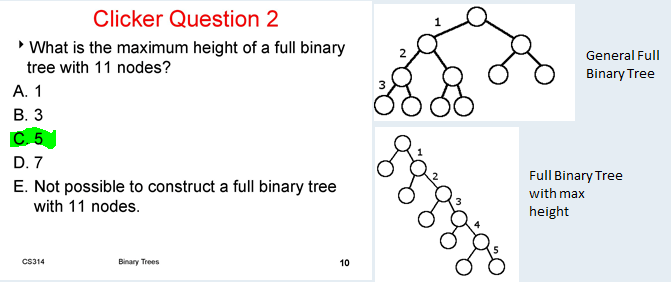 Clicker Question 2
What is the maximum height of a full binary
tree with 11 nodes?
A. 1
B. 3
C. 5
D. 7
E. Not possible to construct a full binary tree
with 11 nodes.
CS314
Binary Trees
10
1
2
3
General Full
Binary Tree
1
2
3
4
5
Full Binary Tree
with max
height